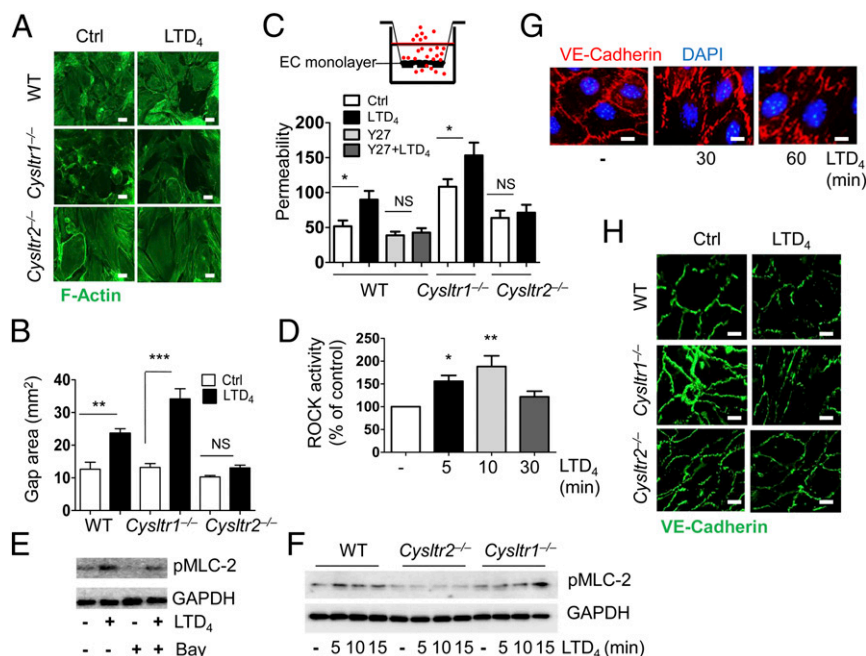 A
Ctrl LTD4
WT
Cysltr1–/–
Cysltr2–/–
F-Actin
B
Gap area (mm2)
40
30
20
10
0
**
***
NS
Ctrl
LTD4
WT Cysltr1–/– Cysltr2–/–
C
EC monolayer
Permeability
200
150
100
50
0
Ctrl
LTD4
Y27
Y27+LTD4
*
NS
*
NS
WT Cysltr1–/– Cysltr2–/–
D
ROCK activity
(% of control)
250
200
150
100
50
0
*
**
- 5 10 30 LTD4
(min)
E
pMLC-2
GAPDH
- + - + LTD4
- - + + Bay
F
WT Cysltr2–/– Cysltr1–/–
pMLC-2
GAPDH
- 5 10 15 - 5 10 15 - 5 10 15 LTD4 (min)
G
VE-Cadherin DAPI
- 30 60 LTD4
(min)
H
Ctrl LTD4
WT
Cysltr1–/–
Cysltr2–/–
VE-Cadherin